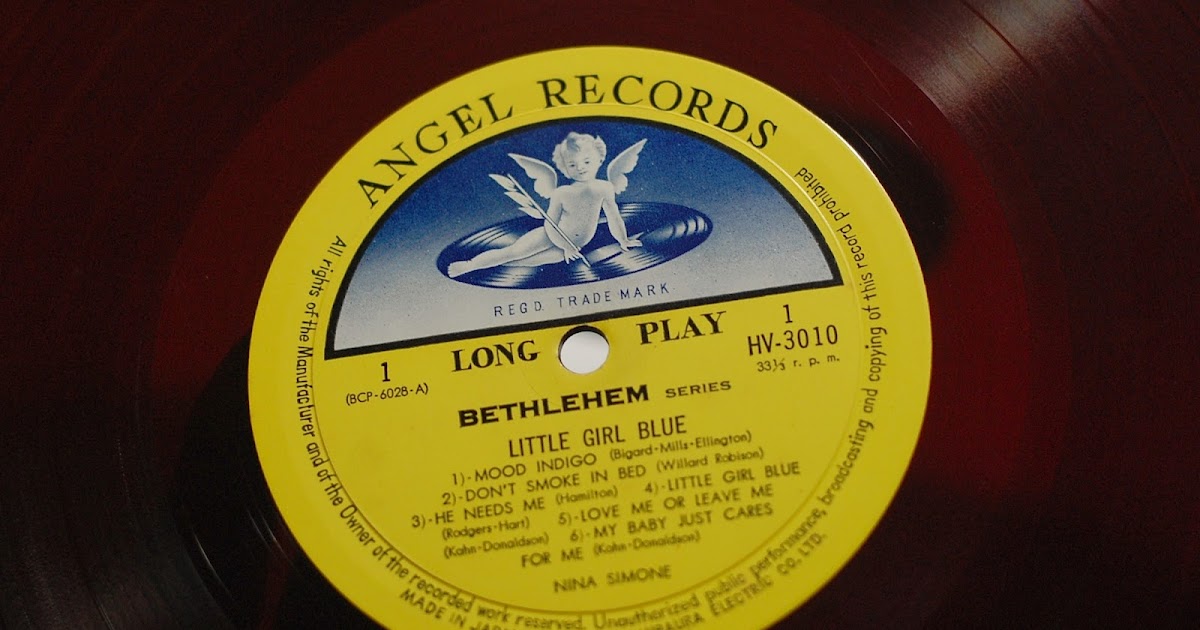 ANGEL RECORDS
REG'D. TRADE MARK.
LONG PLAY
1
(BCP-6028-A)
1
HV-3010
33⅓ r. p. m.
BETHLEHEM SERIES
LITTLE GIRL BLUE
1)-MOOD INDIGO (Bigard-Mills-Ellington)
2)-DON'T SMOKE IN BED (Willard Robison)
3)-HE NEEDS ME (Hamilton) 4)-LITTLE GIRL BLUE
(Rodgers-Hart) 5)-LOVE ME OR LEAVE ME
(Kahn-Donaldson) 6)-MY BABY JUST CARES
FOR ME (Kahn-Donaldson)
NINA SIMONE
All rights of the Manufacturer and of the Owner of the recorded work reserved. Unauthorized public performance, broadcasting and copying of this record prohibited
MADE IN
ELECTRIC CO., LTD.